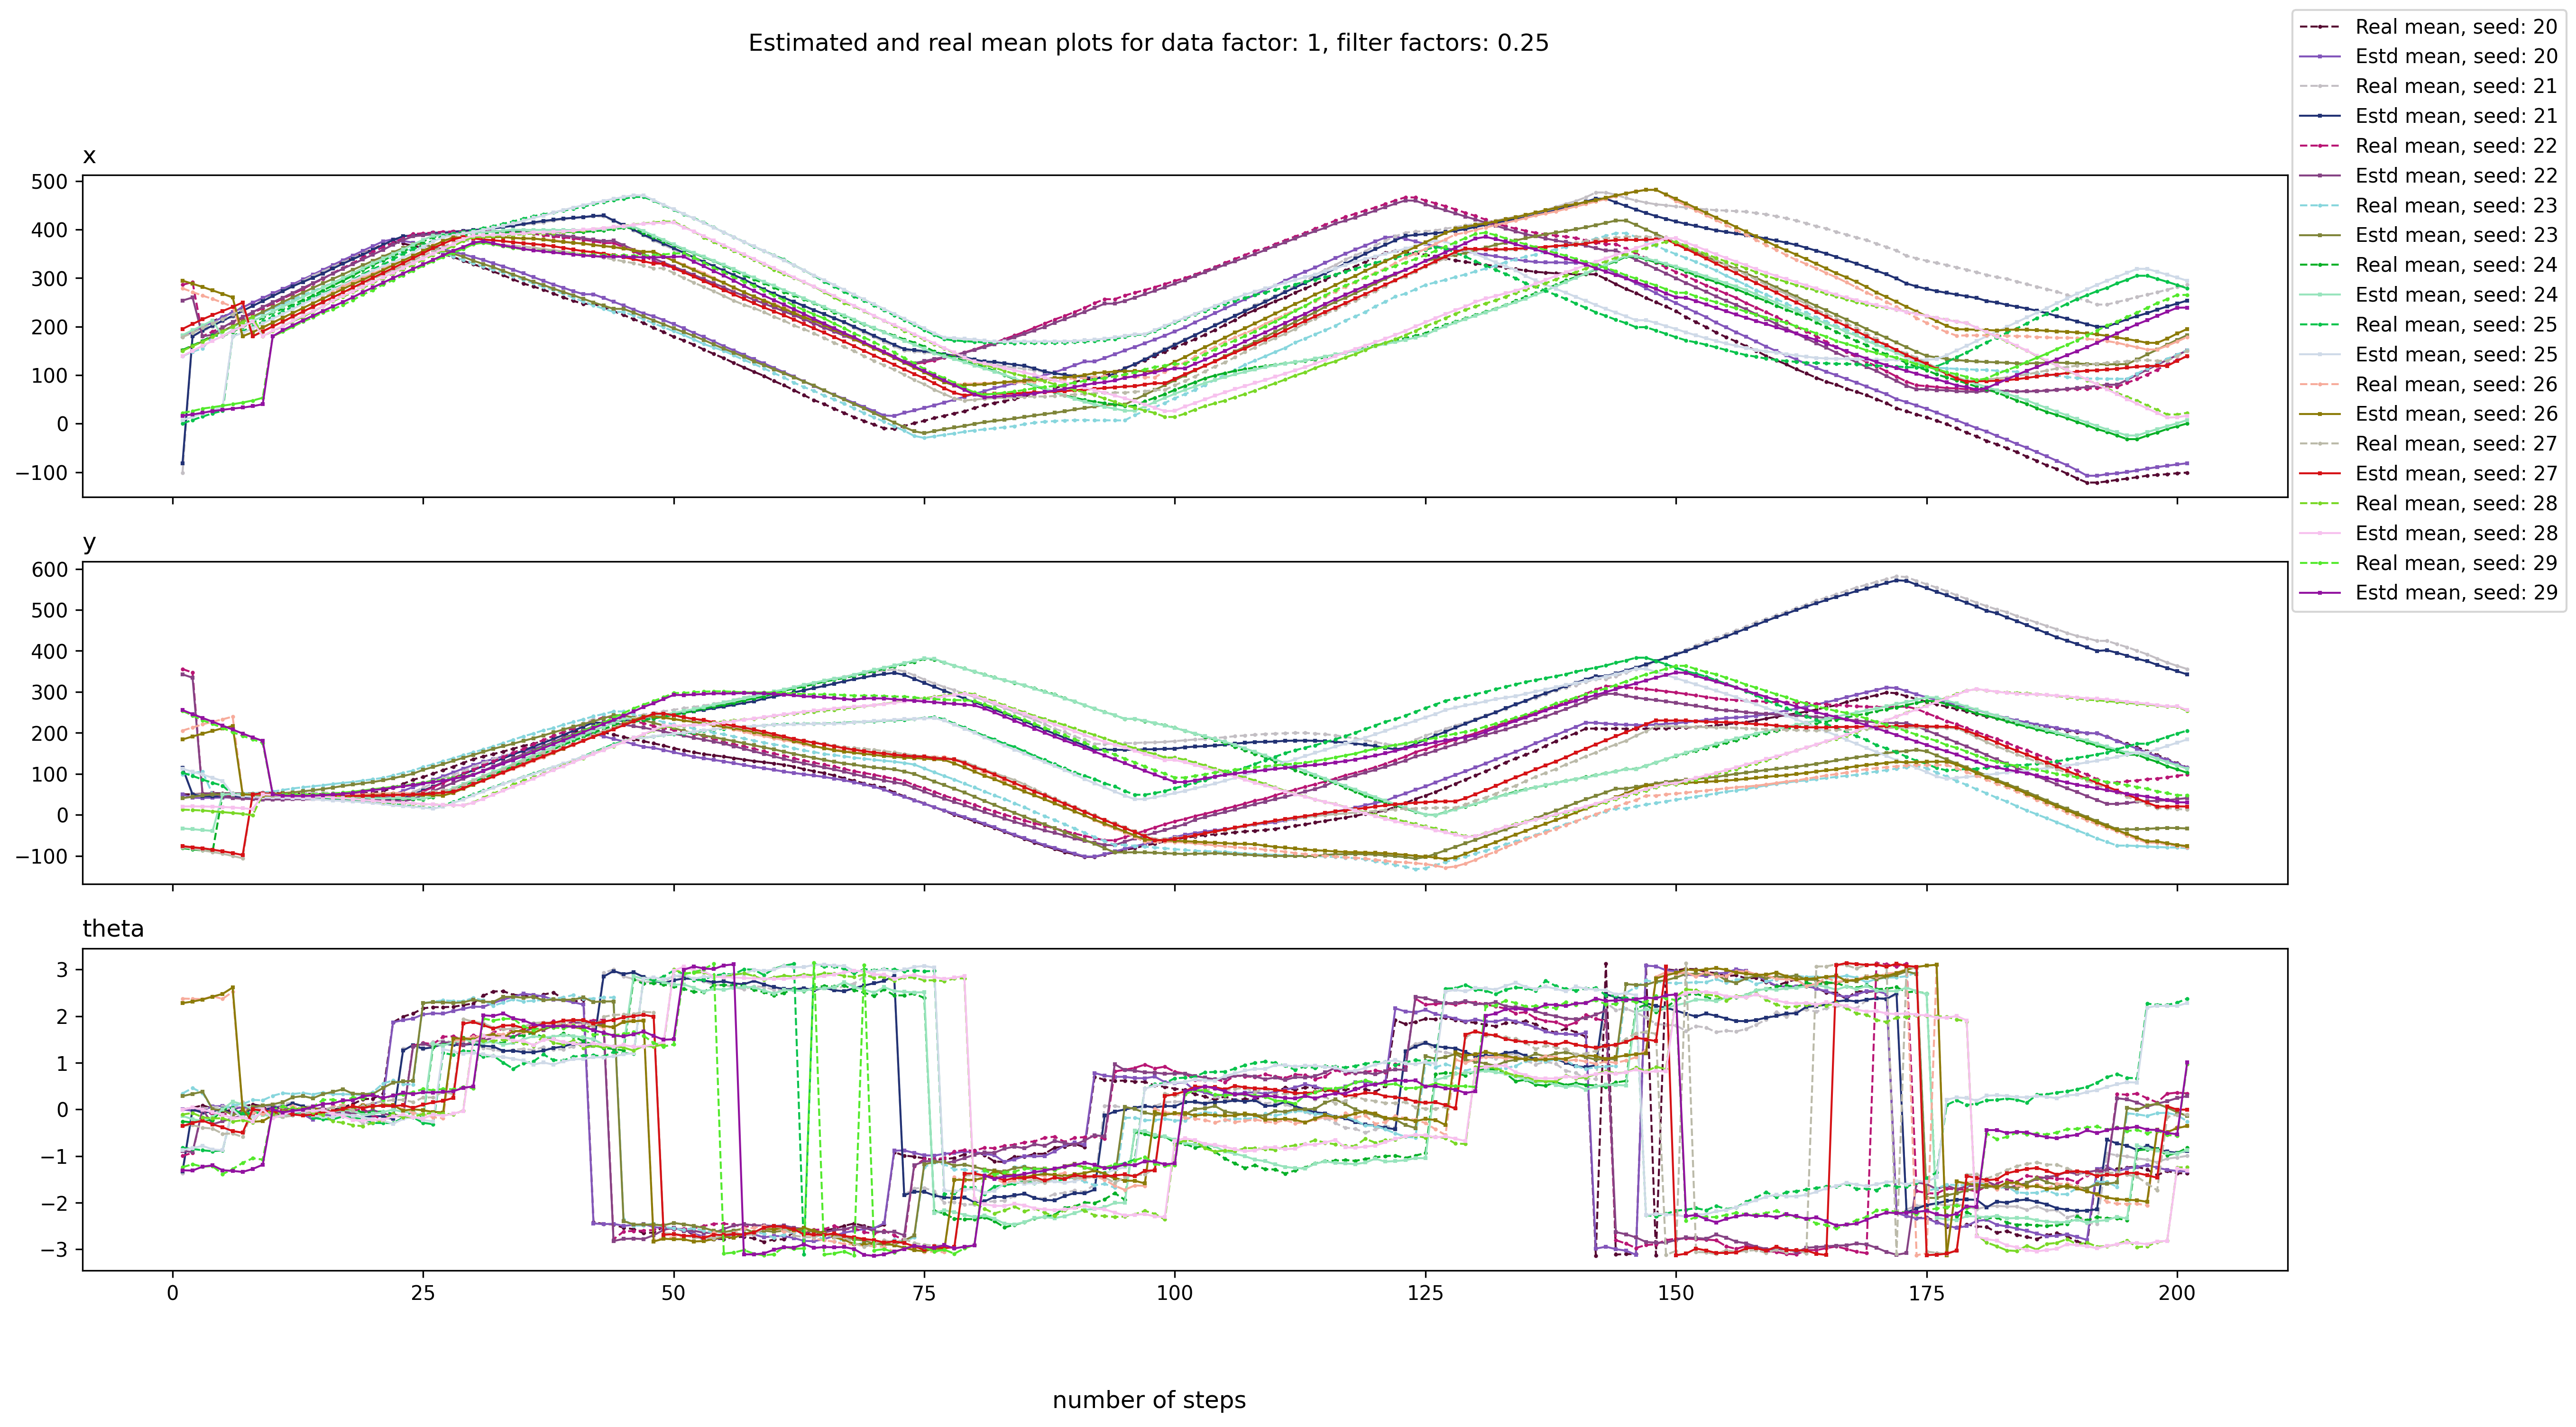 Estimated and real mean plots for data factor: 1, filter factors: 0.25
Real mean, seed: 20
Estd mean, seed: 20
Real mean, seed: 21
Estd mean, seed: 21
Real mean, seed: 22
Estd mean, seed: 22
Real mean, seed: 23
Estd mean, seed: 23
Real mean, seed: 24
Estd mean, seed: 24
Real mean, seed: 25
Estd mean, seed: 25
Real mean, seed: 26
Estd mean, seed: 26
Real mean, seed: 27
Estd mean, seed: 27
Real mean, seed: 28
Estd mean, seed: 28
Real mean, seed: 29
Estd mean, seed: 29
x
500
400
300
200
100
0
−100
y
600
500
400
300
200
100
0
−100
theta
3
2
1
0
−1
−2
−3
0 25 50 75 100 125 150 175 200
number of steps